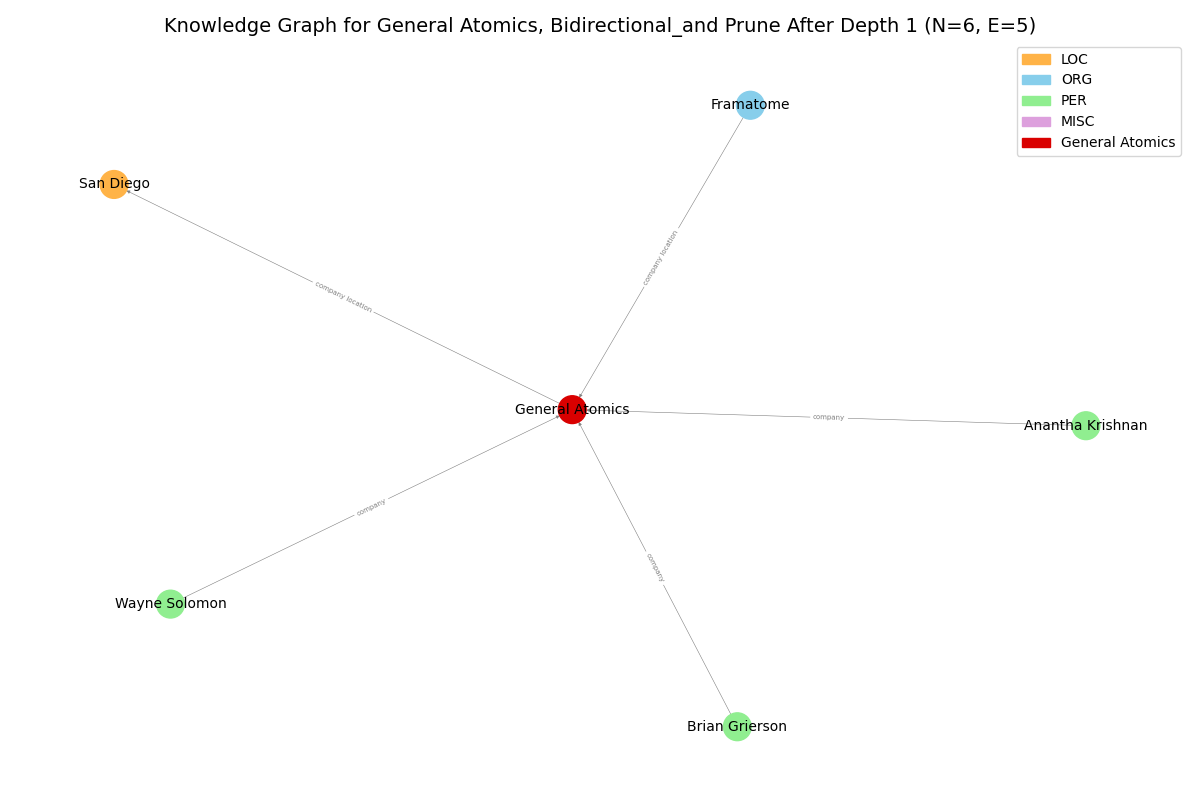 Knowledge Graph for General Atomics, Bidirectional_and Prune After Depth 1 (N=6, E=5)
LOC
ORG
PER
MISC
General Atomics
Framatome
San Diego
company location
company location
General Atomics
company
Anantha Krishnan
company
company
Wayne Solomon
Brian Grierson